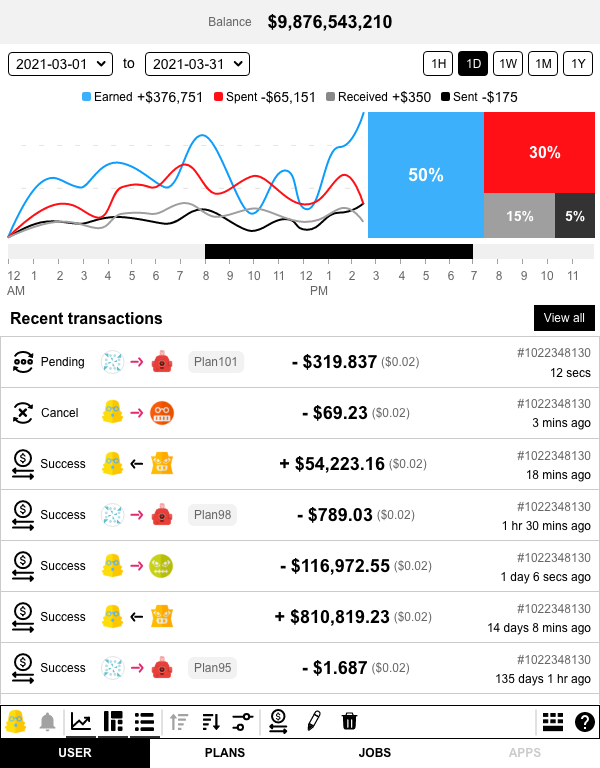 Balance $9,876,543,210
2021-03-01 to 2021-03-31 1H 1D 1W 1M 1Y
Earned +$376,751 Spent -$65,151 Received +$350 Sent -$175
50% 30%
15% 5%
12 1 2 3 4 5 6 7 8 9 10 11 12 1 2 3 4 5 6 7 8 9 10 11
AM PM
Recent transactions View all
Pending Plan101 - $319.837 ($0.02) #1022348130
12 secs
Cancel - $69.23 ($0.02) #1022348130
3 mins ago
Success + $54,223.16 ($0.02) #1022348130
18 mins ago
Success Plan98 - $789.03 ($0.02) #1022348130
1 hr 30 mins ago
Success - $116,972.55 ($0.02) #1022348130
1 day 6 secs ago
Success + $810,819.23 ($0.02) #1022348130
14 days 8 mins ago
Success Plan95 - $1.687 ($0.02) #1022348130
135 days 1 hr ago
USER PLANS JOBS APPS